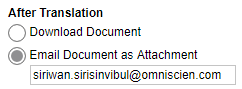 After Translation
Download Document
Email Document as Attachment
siriwan.sirisinvibul@omniscien.com